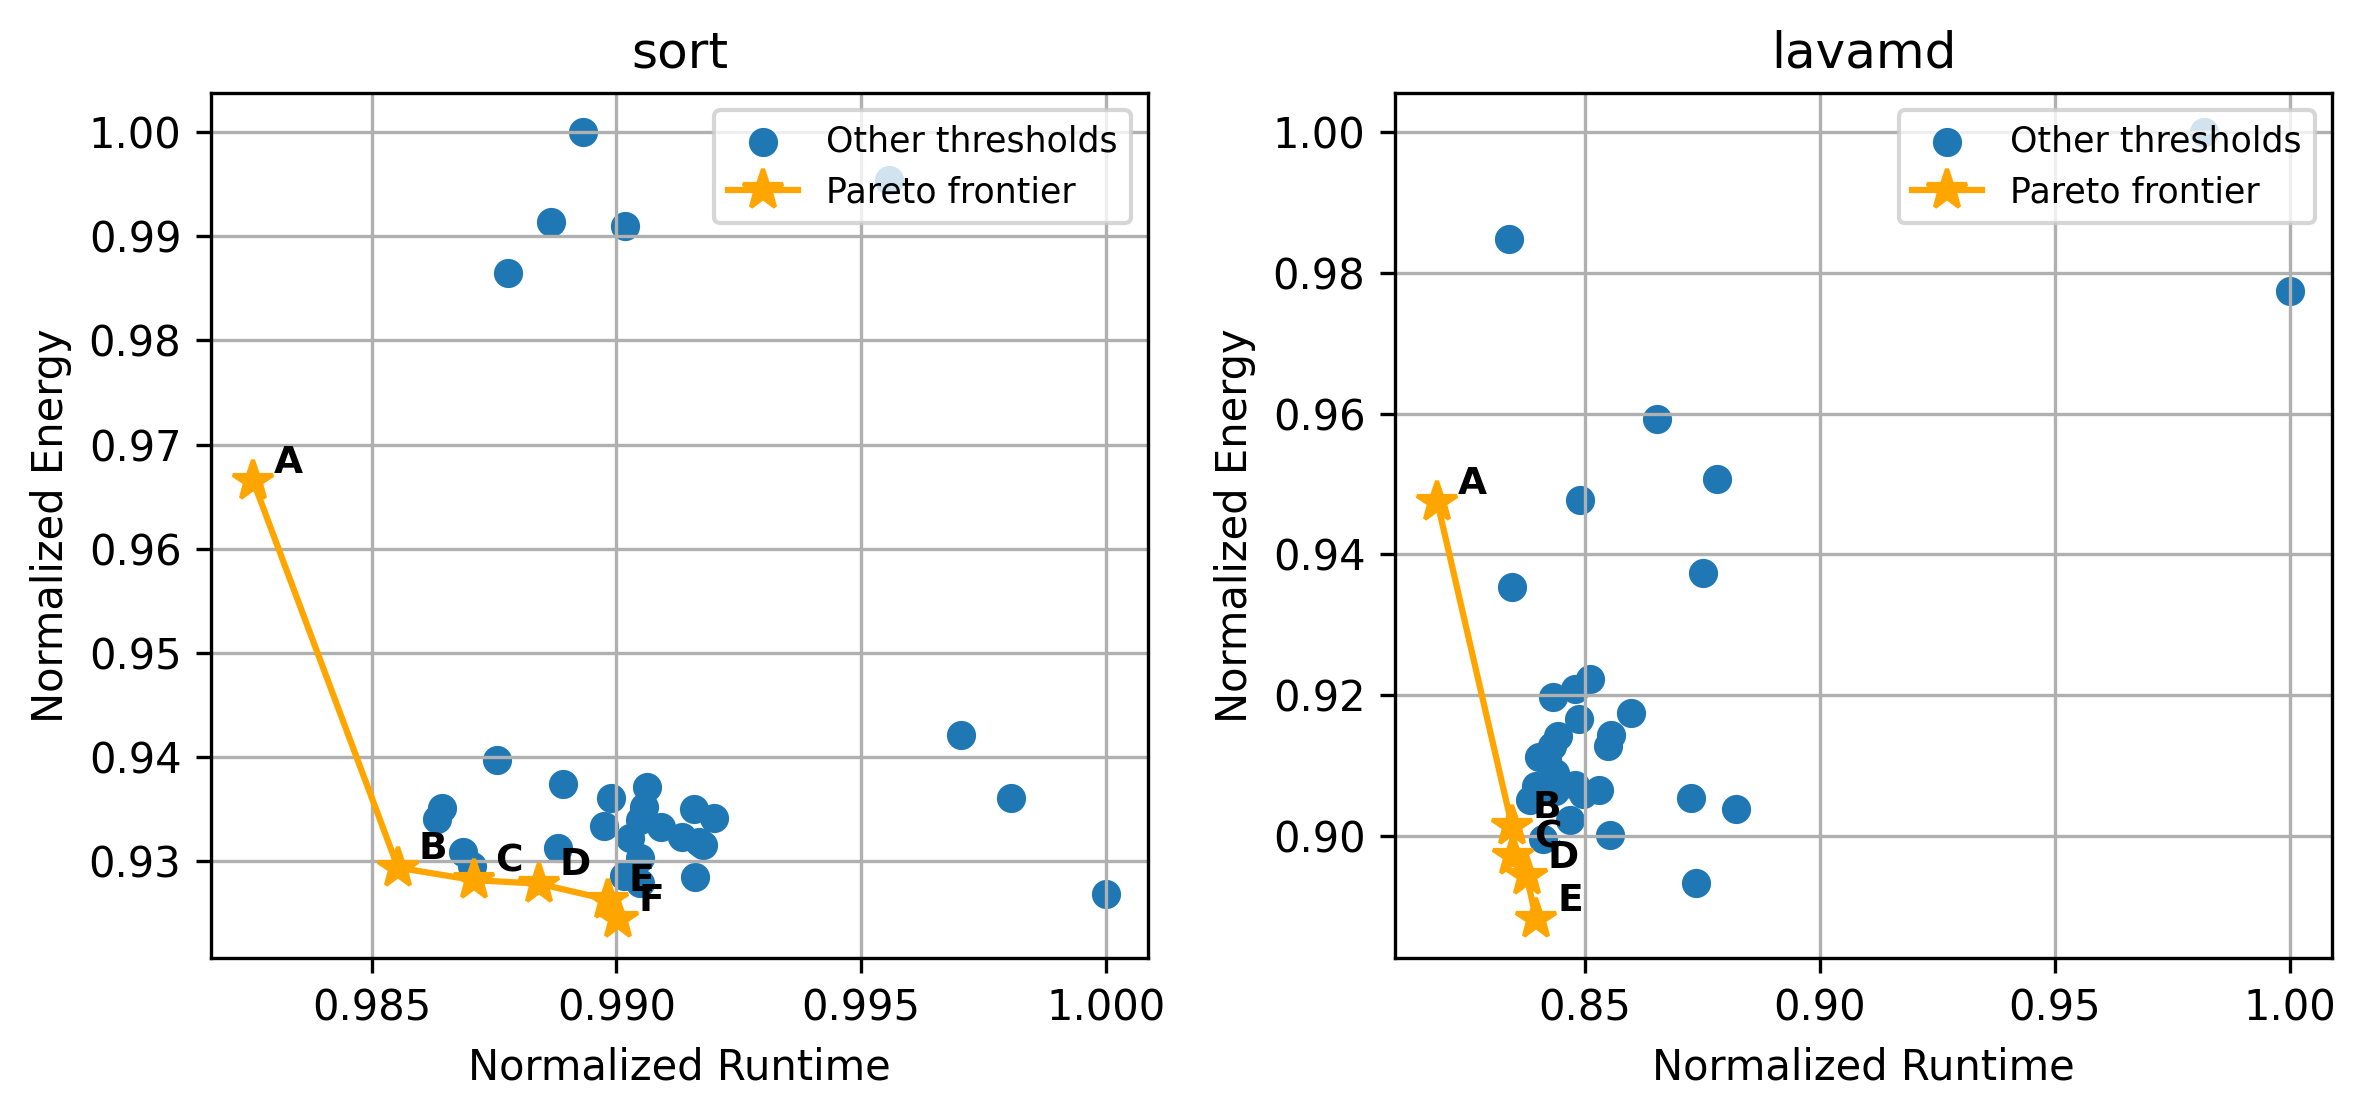 sort
Normalized Energy
1.00
0.99
0.98
0.97
0.96
0.95
0.94
0.93
Other thresholds
Pareto frontier
A
B
C
D
E
F
0.985
0.990
0.995
1.000
Normalized Runtime
lavamd
Normalized Energy
1.00
0.98
0.96
0.94
0.92
0.90
Other thresholds
Pareto frontier
A
B
C
D
E
0.85
0.90
0.95
1.00
Normalized Runtime